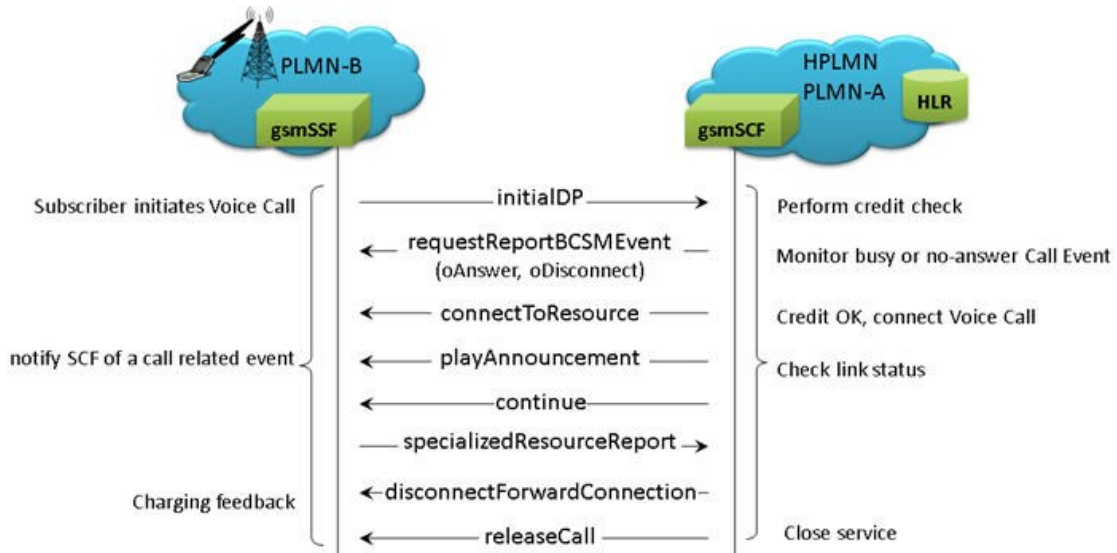 PLMN-B
gsmSSF
HPLMN
PLMN-A
HLR
gsmSCF
Subscriber initiates Voice Call
initialDP
Perform credit check
requestReportBCSMEvent
(oAnswer, oDisconnect)
Monitor busy or no-answer Call Event
connectToResource
Credit OK, connect Voice Call
notify SCF of a call related event
playAnnouncement
Check link status
continue
specializedResourceReport
Charging feedback
disconnectForwardConnection
releaseCall
Close service